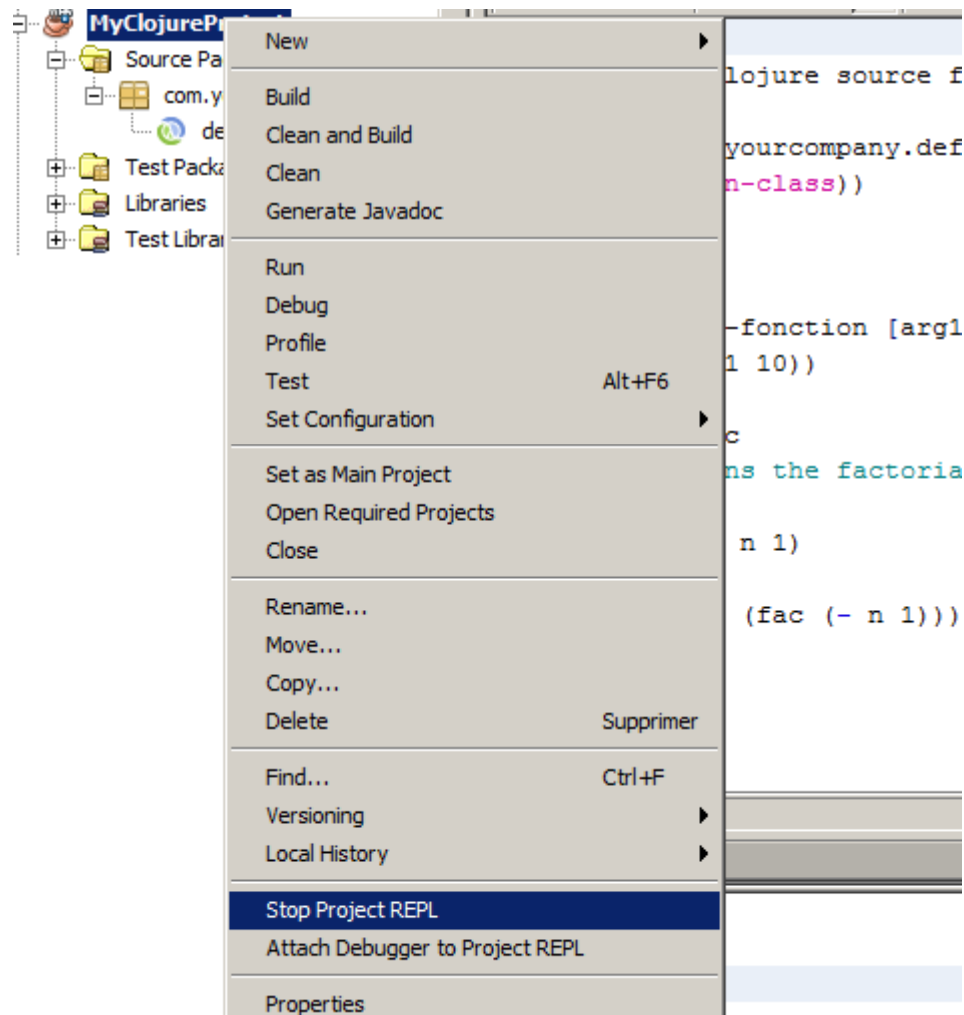 MyClojurePr
Source Pa
com.y
de
Test Packa
Libraries
Test Librar
New
Build
Clean and Build
Clean
Generate Javadoc
Run
Debug
Profile
Test Alt+F6
Set Configuration
Set as Main Project
Open Required Projects
Close
Rename...
Move...
Copy...
Delete Supprimer
Find... Ctrl+F
Versioning
Local History
Stop Project REPL
Attach Debugger to Project REPL
Properties
lojure source f
yourcompany.def
n-class))
-fonction [arg1
1 10))
c
ns the factoria
n 1)
(fac (- n 1)))